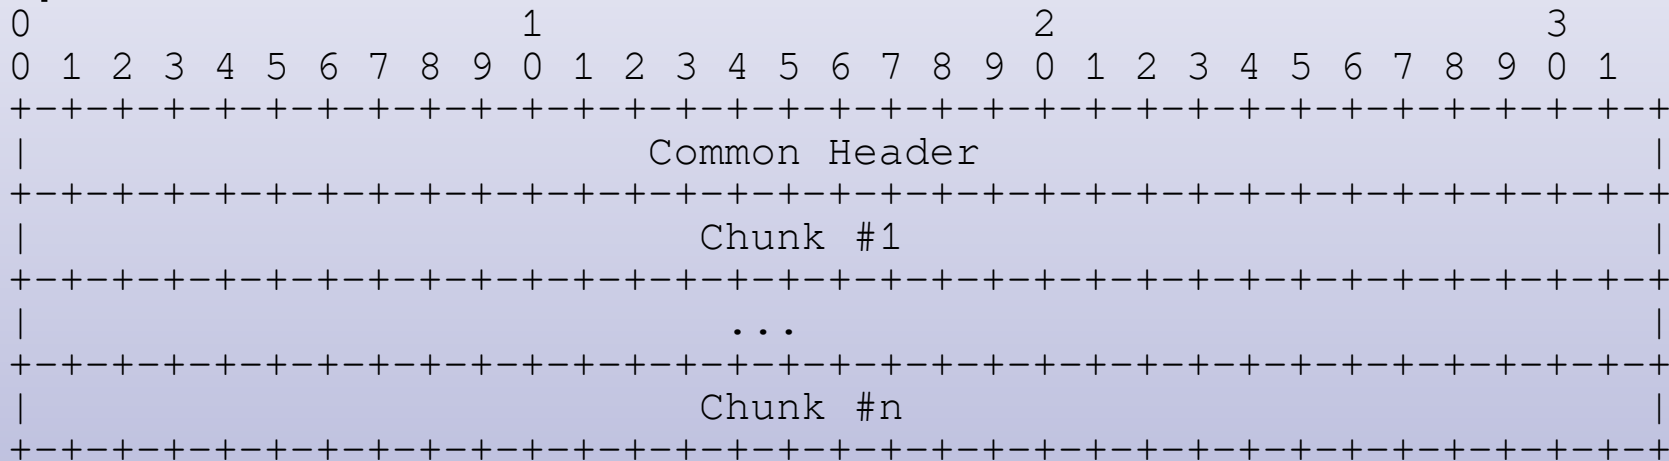 0                   1                   2                   3
0 1 2 3 4 5 6 7 8 9 0 1 2 3 4 5 6 7 8 9 0 1 2 3 4 5 6 7 8 9 0 1
+-+-+-+-+-+-+-+-+-+-+-+-+-+-+-+-+-+-+-+-+-+-+-+-+-+-+-+-+-+-+-+-+
|                        Common Header                          |
+-+-+-+-+-+-+-+-+-+-+-+-+-+-+-+-+-+-+-+-+-+-+-+-+-+-+-+-+-+-+-+-+
|                          Chunk #1                             |
+-+-+-+-+-+-+-+-+-+-+-+-+-+-+-+-+-+-+-+-+-+-+-+-+-+-+-+-+-+-+-+-+
|                           ...                                 |
+-+-+-+-+-+-+-+-+-+-+-+-+-+-+-+-+-+-+-+-+-+-+-+-+-+-+-+-+-+-+-+-+
|                          Chunk #n                             |
+-+-+-+-+-+-+-+-+-+-+-+-+-+-+-+-+-+-+-+-+-+-+-+-+-+-+-+-+-+-+-+-+